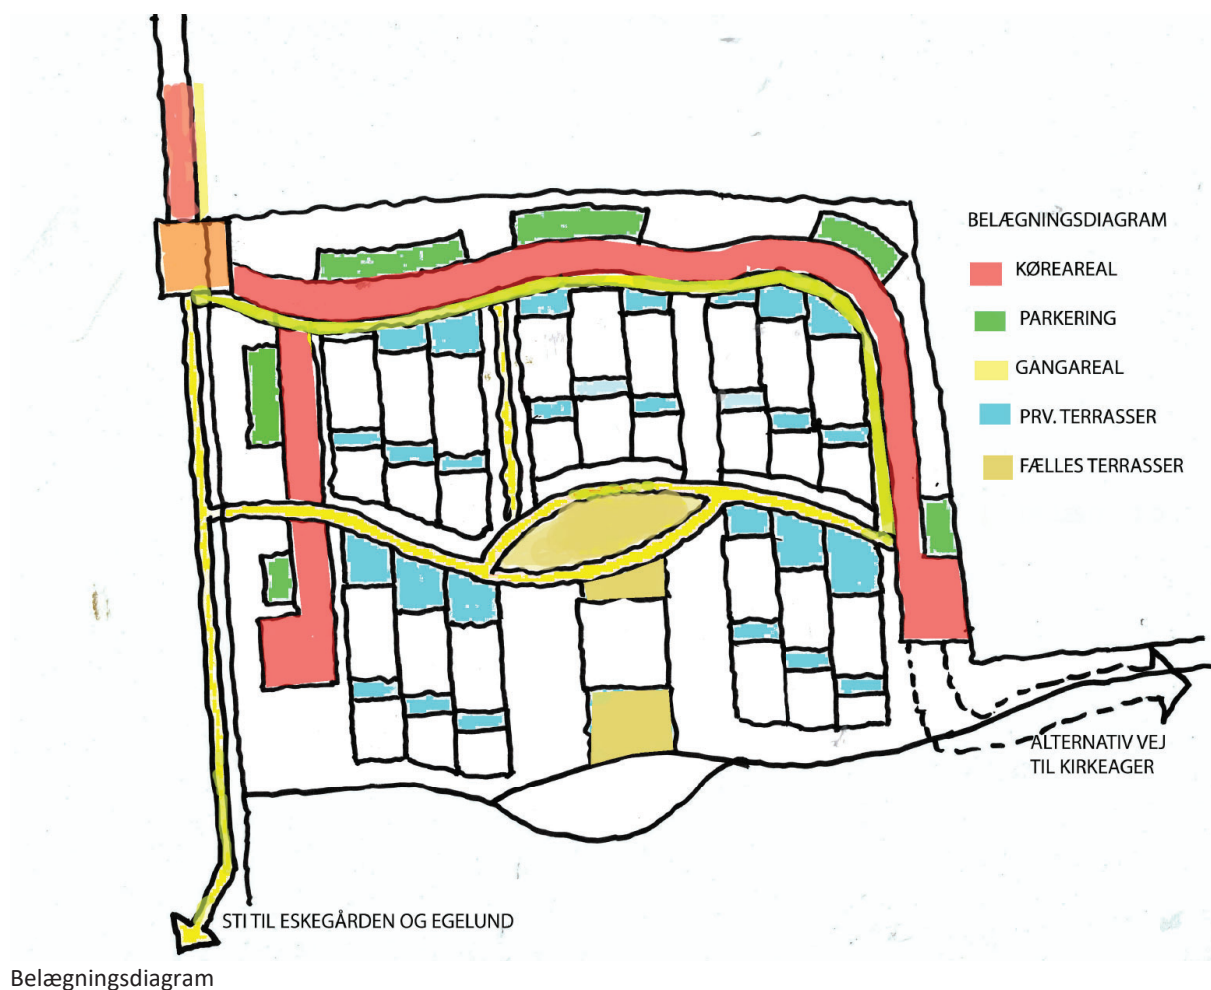 BELÆGNINGSDIAGRAM
KØREAREAL
PARKERING
GANGAREAL
PRV. TERRASSER
FÆLLES TERRASSER
ALTERNATIV VEJ
TIL KIRKEAGER
STI TIL ESKEGÅRDEN OG EGELUND
Belægningsdiagram